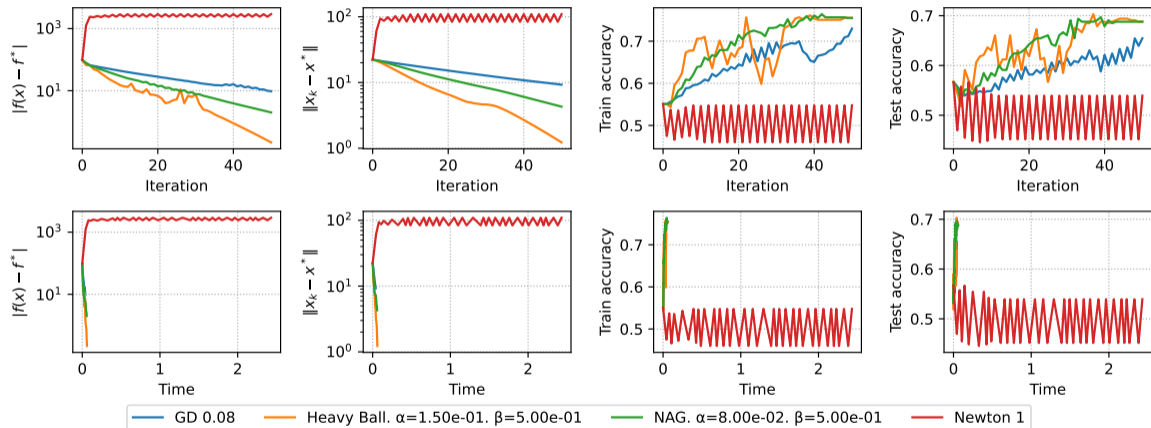 |f(x) − f*|
10³
10¹
0 20 40
Iteration
‖x_k − x*‖
10²
10¹
10⁰
0 20 40
Iteration
Train accuracy
0.7
0.6
0.5
0 20 40
Iteration
Test accuracy
0.7
0.6
0.5
0 20 40
Iteration
|f(x) − f*|
10³
10¹
0 1 2
Time
‖x_k − x*‖
10²
10¹
10⁰
0 1 2
Time
Train accuracy
0.7
0.6
0.5
0 1 2
Time
Test accuracy
0.7
0.6
0.5
0 1 2
Time
GD 0.08 Heavy Ball. α=1.50e-01. β=5.00e-01 NAG. α=8.00e-02. β=5.00e-01 Newton 1